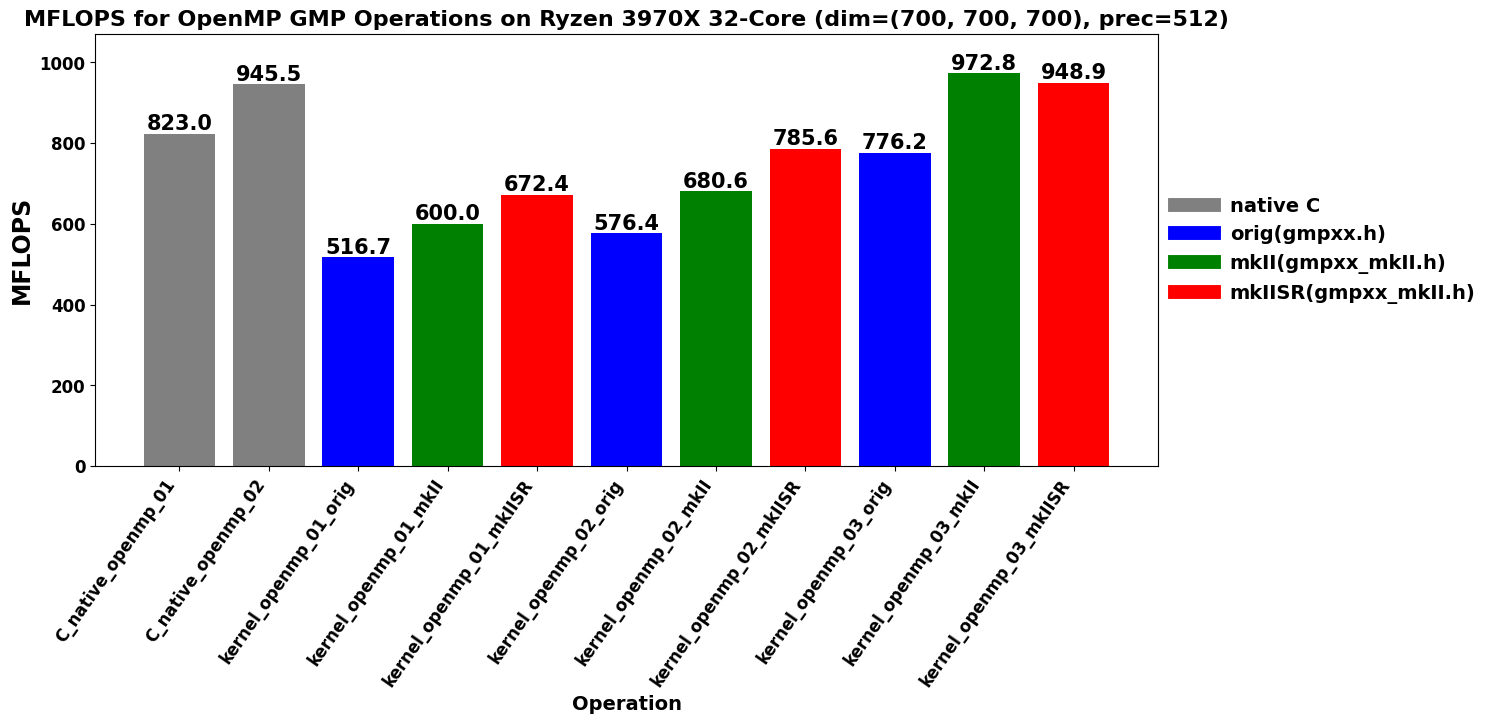 MFLOPS for OpenMP GMP Operations on Ryzen 3970X 32-Core (dim=(700, 700, 700), prec=512)
MFLOPS
1000
800
600
400
200
0
823.0
945.5
516.7
600.0
672.4
576.4
680.6
785.6
776.2
972.8
948.9
C_native_openmp_01
C_native_openmp_02
kernel_openmp_01_orig
kernel_openmp_01_mkII
kernel_openmp_01_mkIISR
kernel_openmp_02_orig
kernel_openmp_02_mkII
kernel_openmp_02_mkIISR
kernel_openmp_03_orig
kernel_openmp_03_mkII
kernel_openmp_03_mkIISR
Operation
native C
orig(gmpxx.h)
mkII(gmpxx_mkII.h)
mkIISR(gmpxx_mkII.h)